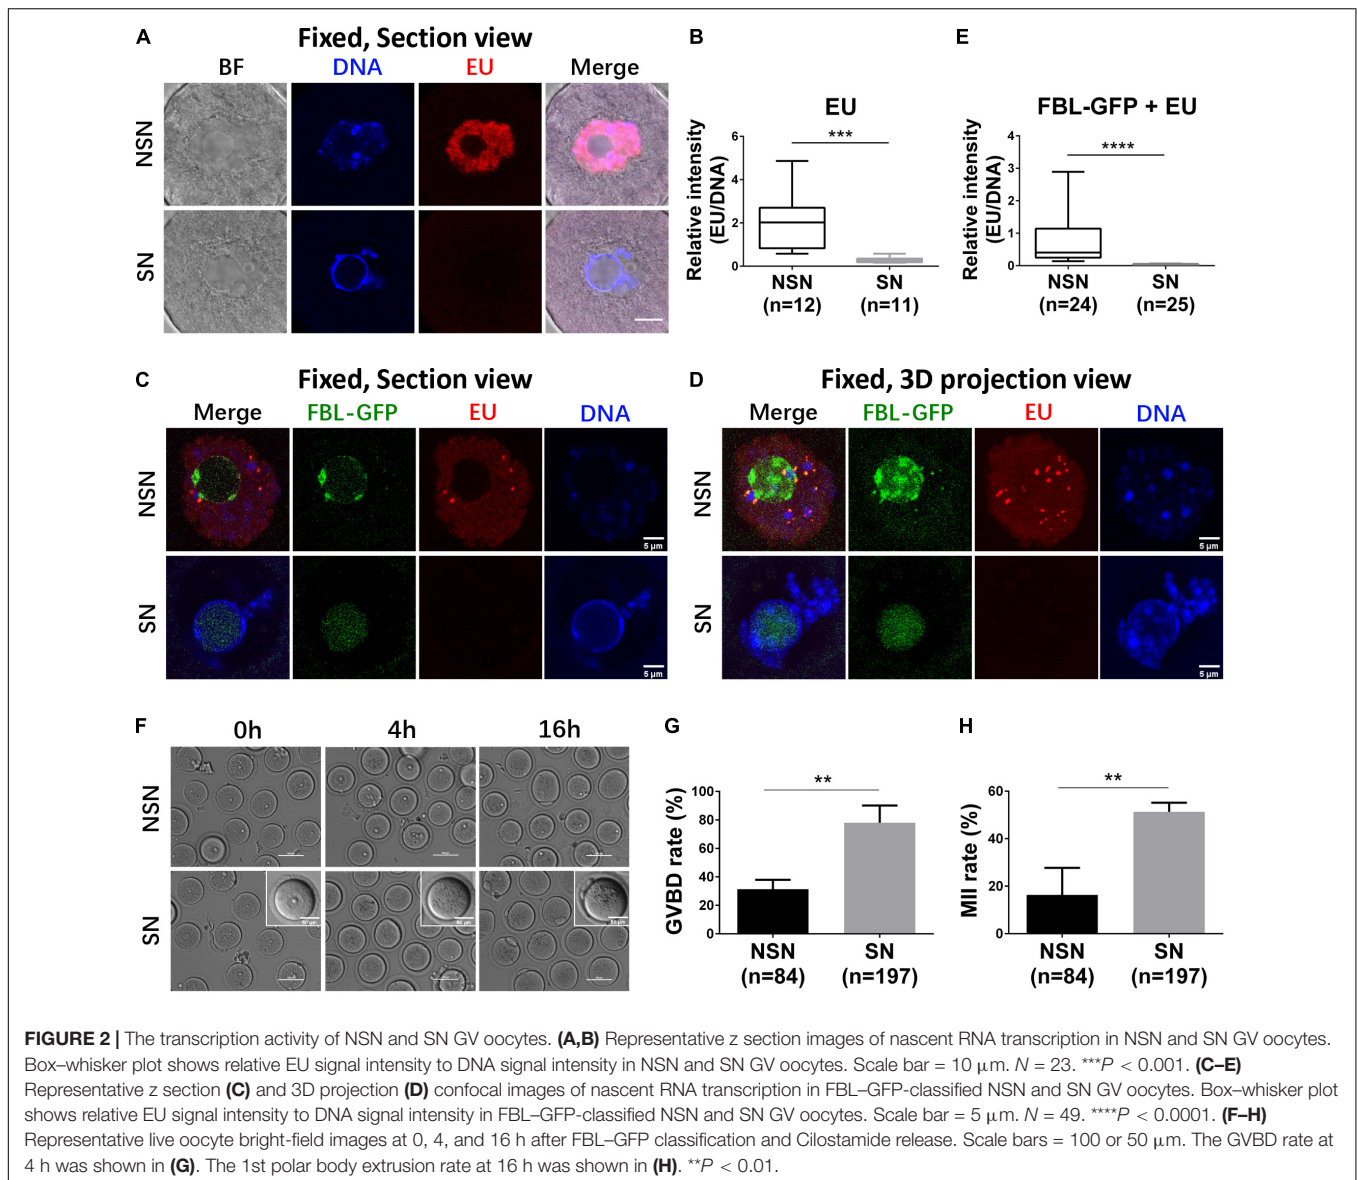 A
Fixed, Section view
BF DNA EU Merge
NSN
SN
B
EU
***
Relative intensity
(EU/DNA)
6
4
2
0
NSN SN
(n=12) (n=11)
E
FBL-GFP + EU
****
Relative intensity
(EU/DNA)
4
3
2
1
0
NSN SN
(n=24) (n=25)
C
Fixed, Section view
Merge FBL-GFP EU DNA
NSN
5 µm
SN
5 µm
D
Fixed, 3D projection view
Merge FBL-GFP EU DNA
NSN
5 µm
SN
5 µm
F
0h 4h 16h
NSN
SN
G
**
GVBD rate (%)
100
80
60
40
20
0
NSN SN
(n=84) (n=197)
H
**
MII rate (%)
60
40
20
0
NSN SN
(n=84) (n=197)
FIGURE 2 | The transcription activity of NSN and SN GV oocytes. (A,B) Representative z section images of nascent RNA transcription in NSN and SN GV oocytes.
Box–whisker plot shows relative EU signal intensity to DNA signal intensity in NSN and SN GV oocytes. Scale bar = 10 µm. N = 23. ***P < 0.001. (C–E)
Representative z section (C) and 3D projection (D) confocal images of nascent RNA transcription in FBL–GFP-classified NSN and SN GV oocytes. Box–whisker plot
shows relative EU signal intensity to DNA signal intensity in FBL–GFP-classified NSN and SN GV oocytes. Scale bar = 5 µm. N = 49. ****P < 0.0001. (F–H)
Representative live oocyte bright-field images at 0, 4, and 16 h after FBL–GFP classification and Cilostamide release. Scale bars = 100 or 50 µm. The GVBD rate at
4 h was shown in (G). The 1st polar body extrusion rate at 16 h was shown in (H). **P < 0.01.